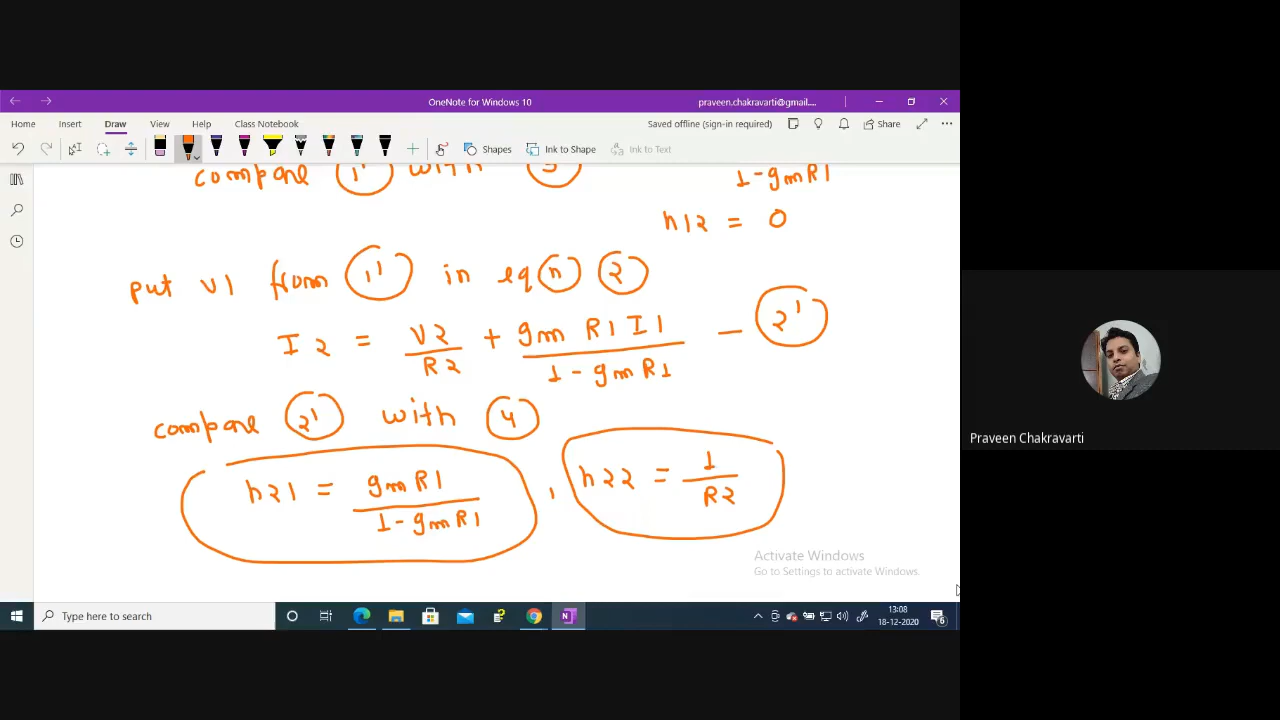 OneNote for Windows 10
praveen.chakravarti@gmail....
Home Insert Draw View Help Class Notebook
Saved offline (sign-in required)
Share
Shapes Ink to Shape Ink to Text
compare 1' with 3
1 - gm R1
h12 = 0
put V1 from 1' in eqn 2
I2 = V2/R2 + gm R1 I1/1 - gm R1 — 2'
compare 2' with 4
h21 = gm R1/1 - gm R1 , h22 = 1/R2
Activate Windows
Go to Settings to activate Windows.
Type here to search
13:08
18-12-2020
6
Praveen Chakravarti